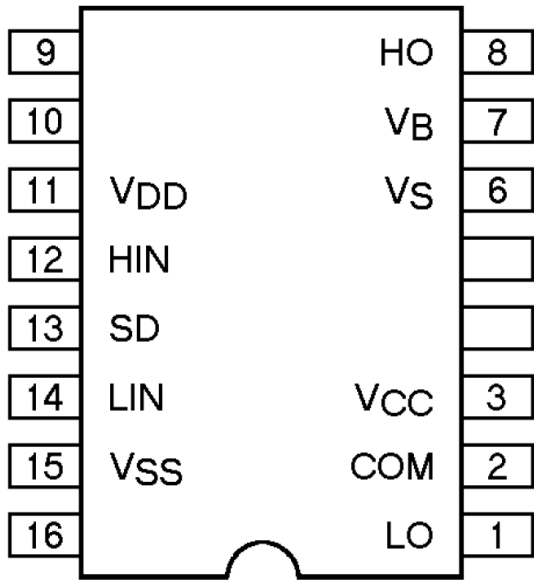 9 HO 8
10 VB 7
11 VDD VS 6
12 HIN
13 SD
14 LIN VCC 3
15 VSS COM 2
16 LO 1